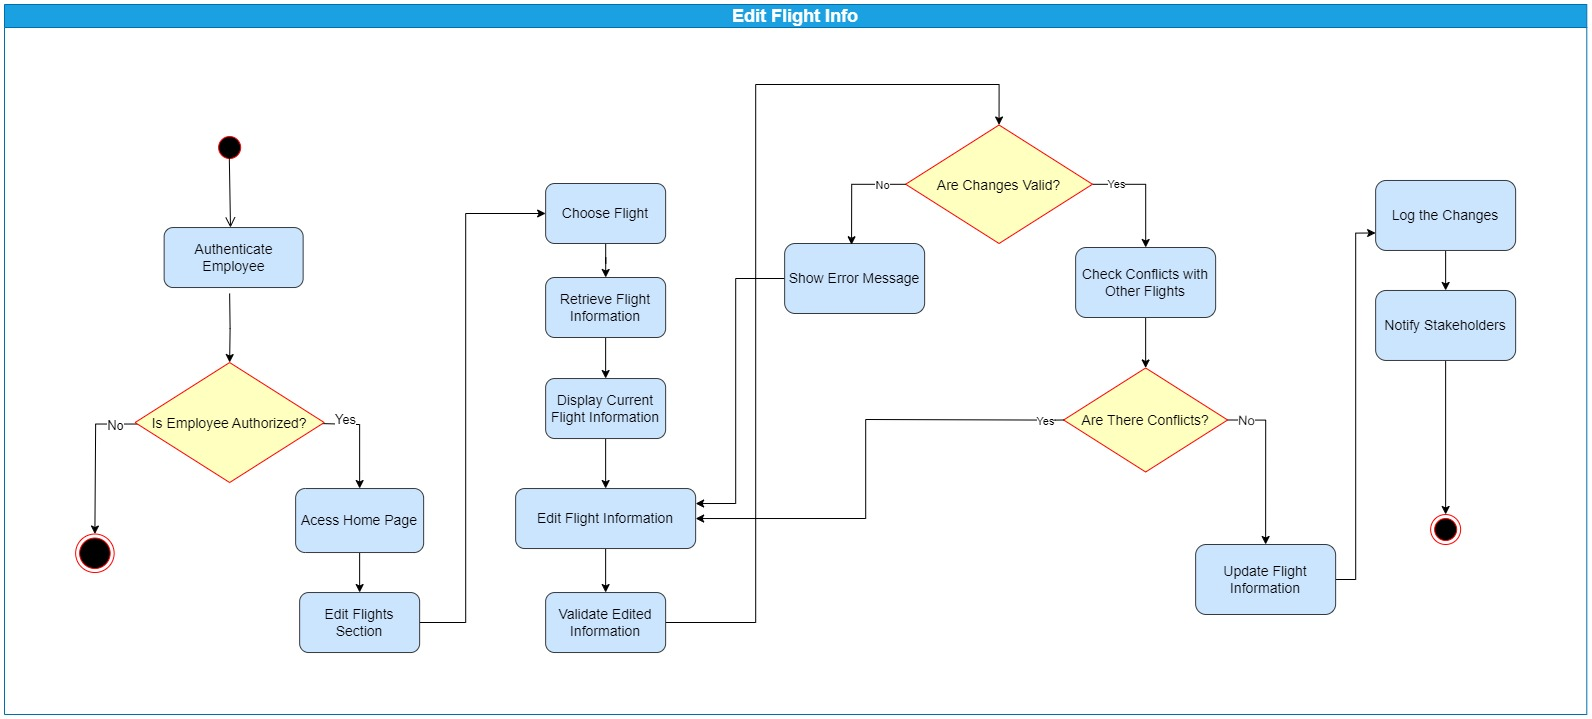 Edit Flight Info
Authenticate
Employee
Is Employee Authorized?
No
Yes
Acess Home Page
Edit Flights
Section
Choose Flight
Retrieve Flight
Information
Display Current
Flight Information
Edit Flight Information
Validate Edited
Information
Are Changes Valid?
No
Yes
Show Error Message
Check Conflicts with
Other Flights
Are There Conflicts?
Yes
No
Update Flight
Information
Log the Changes
Notify Stakeholders